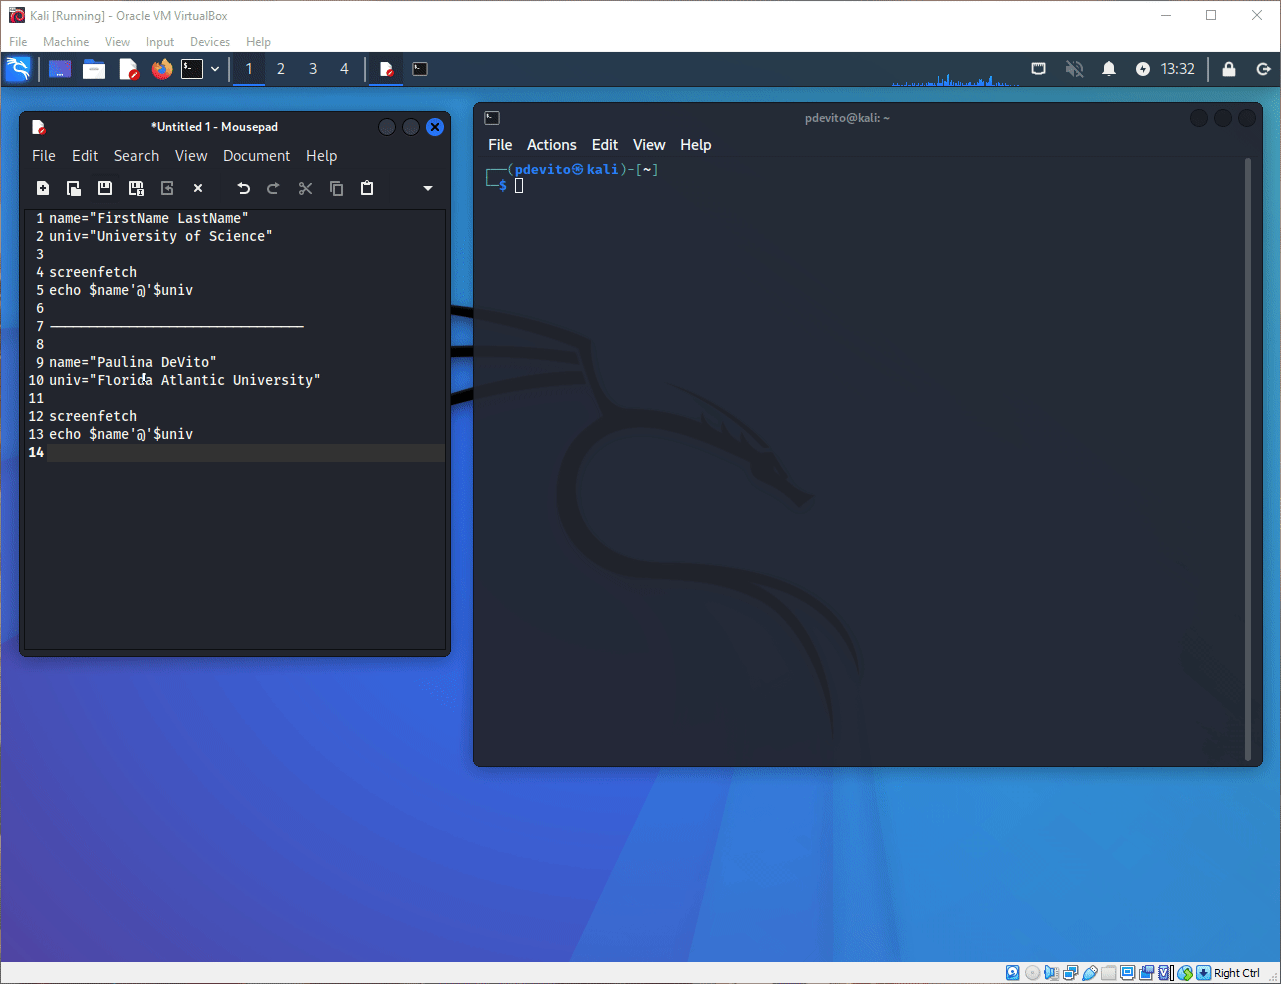 Kali [Running] - Oracle VM VirtualBox
File Machine View Input Devices Help
1 2 3 4 13:32
*Untitled 1 - Mousepad
File Edit Search View Document Help
1 name="FirstName LastName"
2 univ="University of Science"
3
4 screenfetch
5 echo $name'@'$univ
6
7 --------------------------------
8
9 name="Paulina DeVito"
10 univ="Florida Atlantic University"
11
12 screenfetch
13 echo $name'@'$univ
14
pdevito@kali: ~
File Actions Edit View Help
┌──(pdevito㉿kali)-[~]
└─$
Right Ctrl